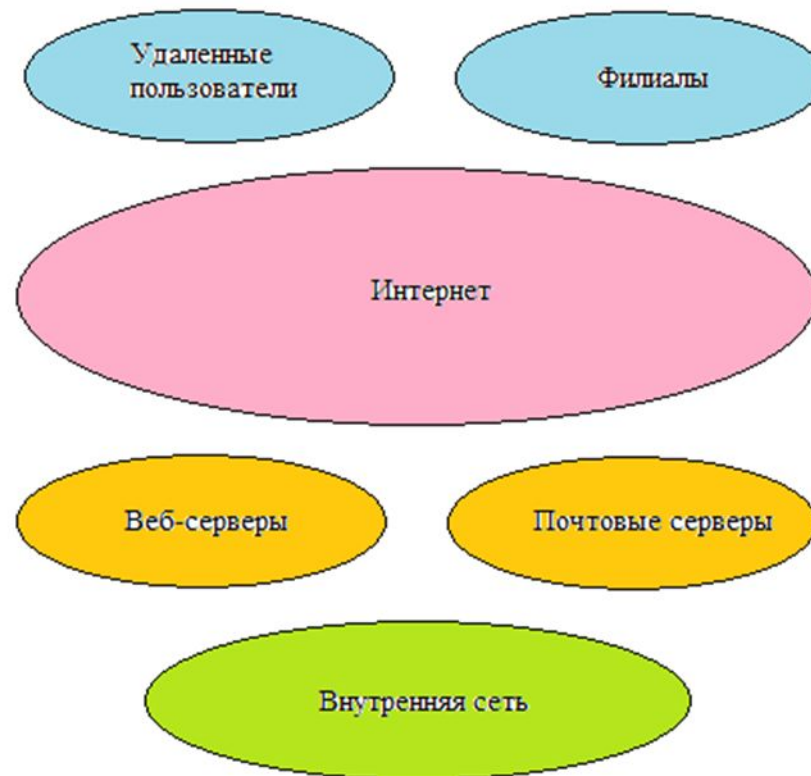 Удаленные
пользователи
Филиалы
Интернет
Веб-серверы
Почтовые серверы
Внутренняя сеть